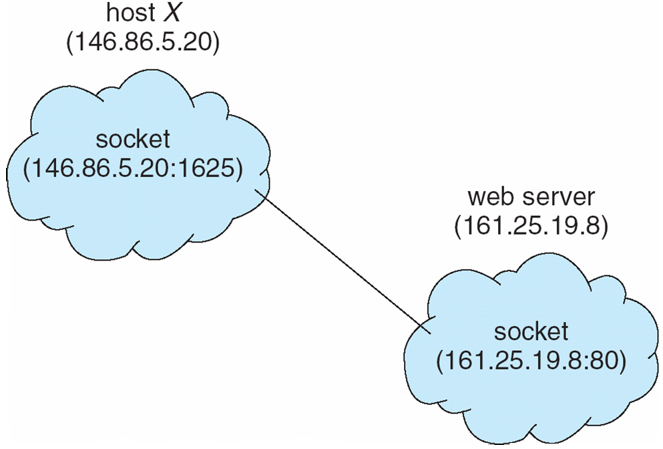 host X
(146.86.5.20)
socket
(146.86.5.20:1625)
web server
(161.25.19.8)
socket
(161.25.19.8:80)